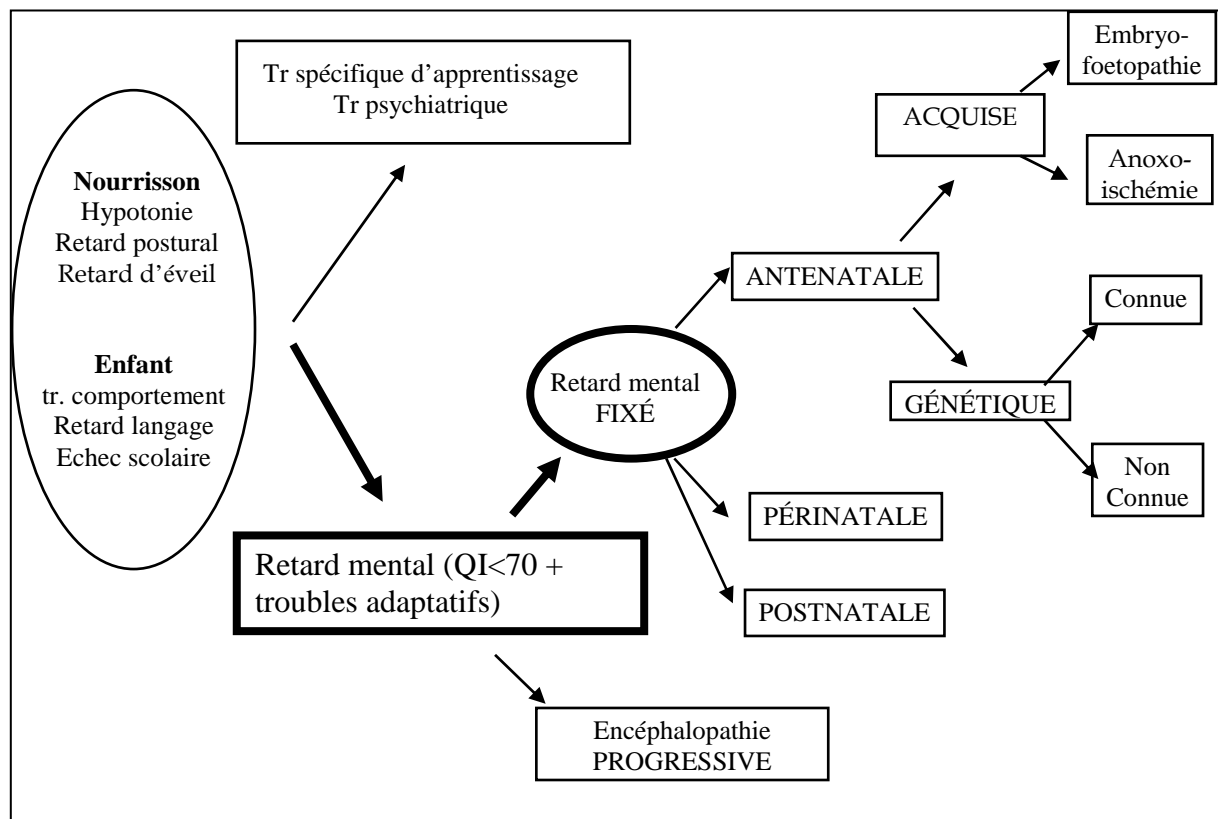 Nourrisson
Hypotonie
Retard postural
Retard d'éveil
Enfant
tr. comportement
Retard langage
Echec scolaire
Tr spécifique d'apprentissage
Tr psychiatrique
Retard mental (QI<70 +
troubles adaptatifs)
Encéphalopathie
PROGRESSIVE
Retard mental
FIXÉ
ANTENATALE
PÉRINATALE
POSTNATALE
ACQUISE
GÉNÉTIQUE
Embryo-
foetopathie
Anoxo-
ischémie
Connue
Non
Connue